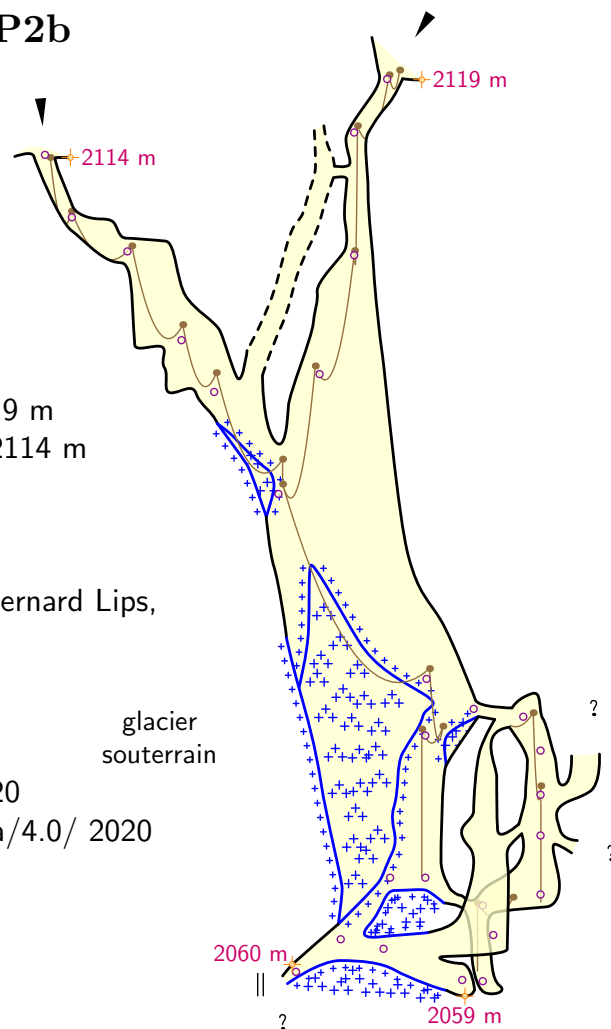 P2b
2119 m
2114 m
9 m
2114 m
ernard Lips,
glacier
souterrain
20
a/4.0/ 2020
?
?
2060 m
||
2059 m
?